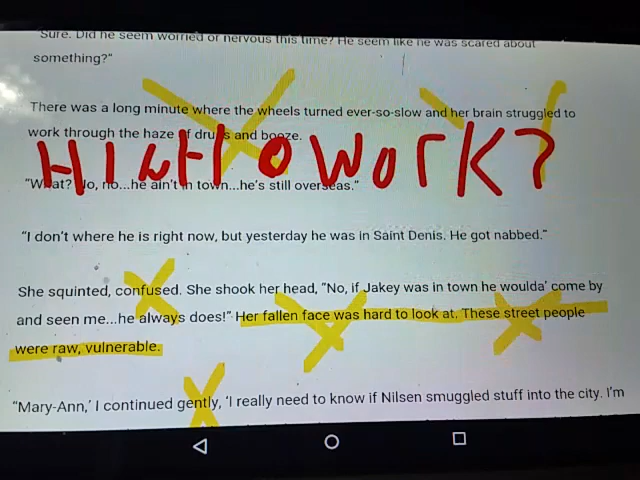 "Sure. Did he seem worried or nervous this time? He seem like he was scared about
something?"
There was a long minute where the wheels turned ever-so-slow and her brain struggled to
work through the haze of drugs and booze.
WORK?
"What? No, no...he ain't in town...he's still overseas."
"I don't where he is right now, but yesterday he was in Saint Denis. He got nabbed."
She squinted, confused. She shook her head, "No, if Jakey was in town he woulda' come by
and seen me...he always does!" Her fallen face was hard to look at. These street people
were raw, vulnerable.
"Mary-Ann,' I continued gently, 'I really need to know if Nilsen smuggled stuff into the city. I'm